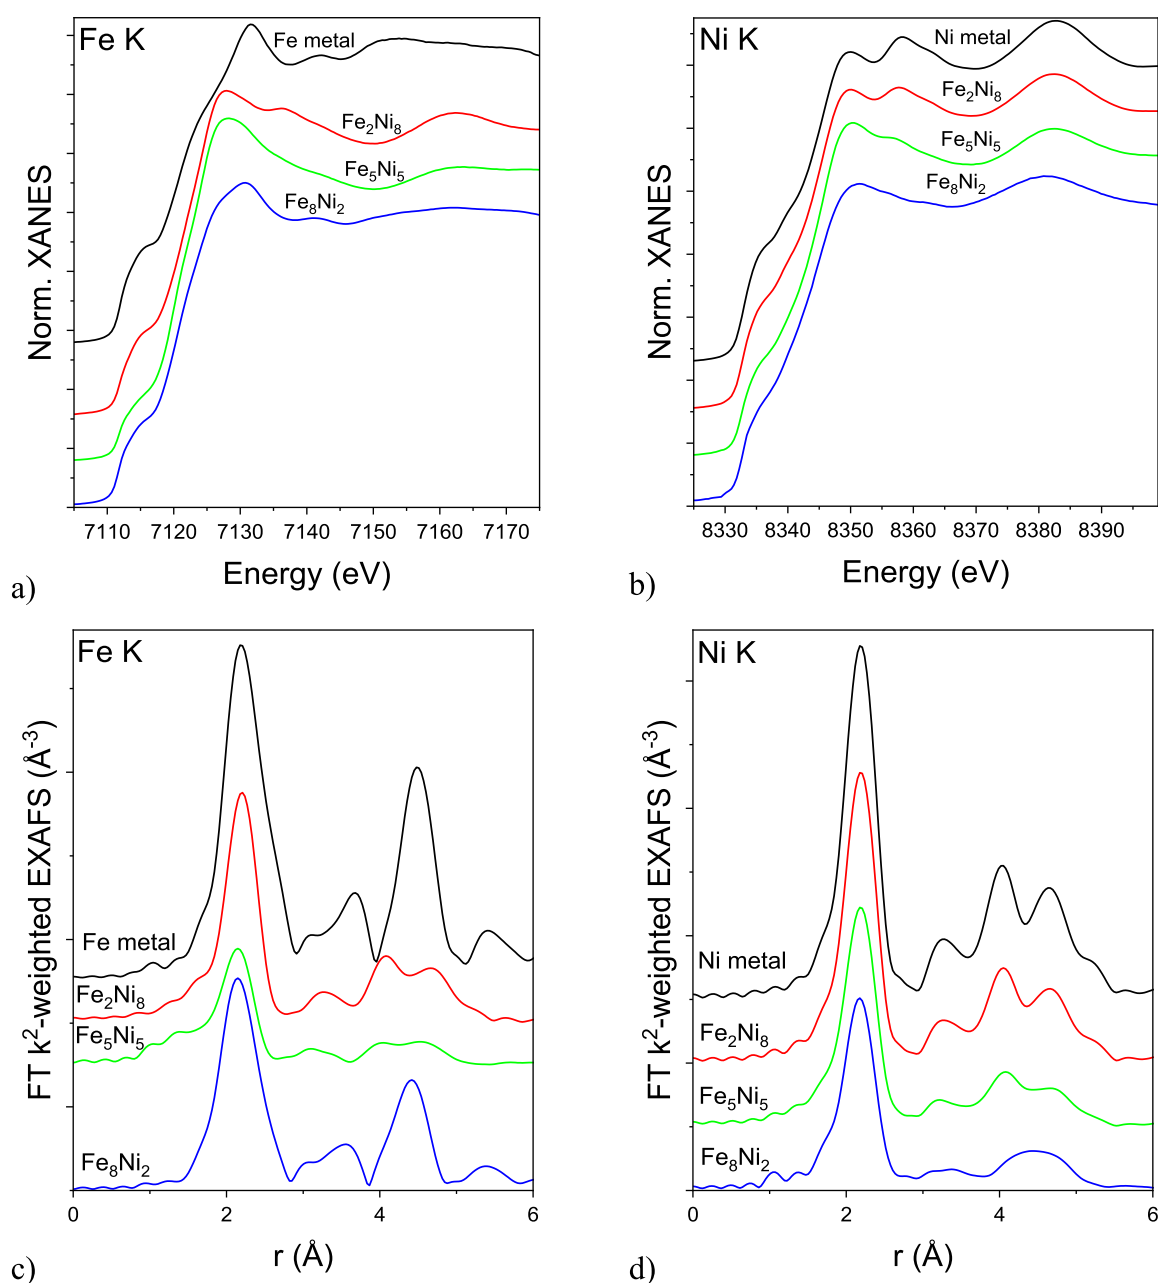 Fe K
Fe metal
Fe₂Ni₈
Fe₅Ni₅
Fe₈Ni₂
Norm. XANES
7110 7120 7130 7140 7150 7160 7170
Energy (eV)
a)
Ni K
Ni metal
Fe₂Ni₈
Fe₅Ni₅
Fe₈Ni₂
Norm. XANES
8330 8340 8350 8360 8370 8380 8390
Energy (eV)
b)
Fe K
Fe metal
Fe₂Ni₈
Fe₅Ni₅
Fe₈Ni₂
FT k²-weighted EXAFS (Å⁻³)
0 2 4 6
r (Å)
c)
Ni K
Ni metal
Fe₂Ni₈
Fe₅Ni₅
Fe₈Ni₂
FT k²-weighted EXAFS (Å⁻³)
0 2 4 6
r (Å)
d)